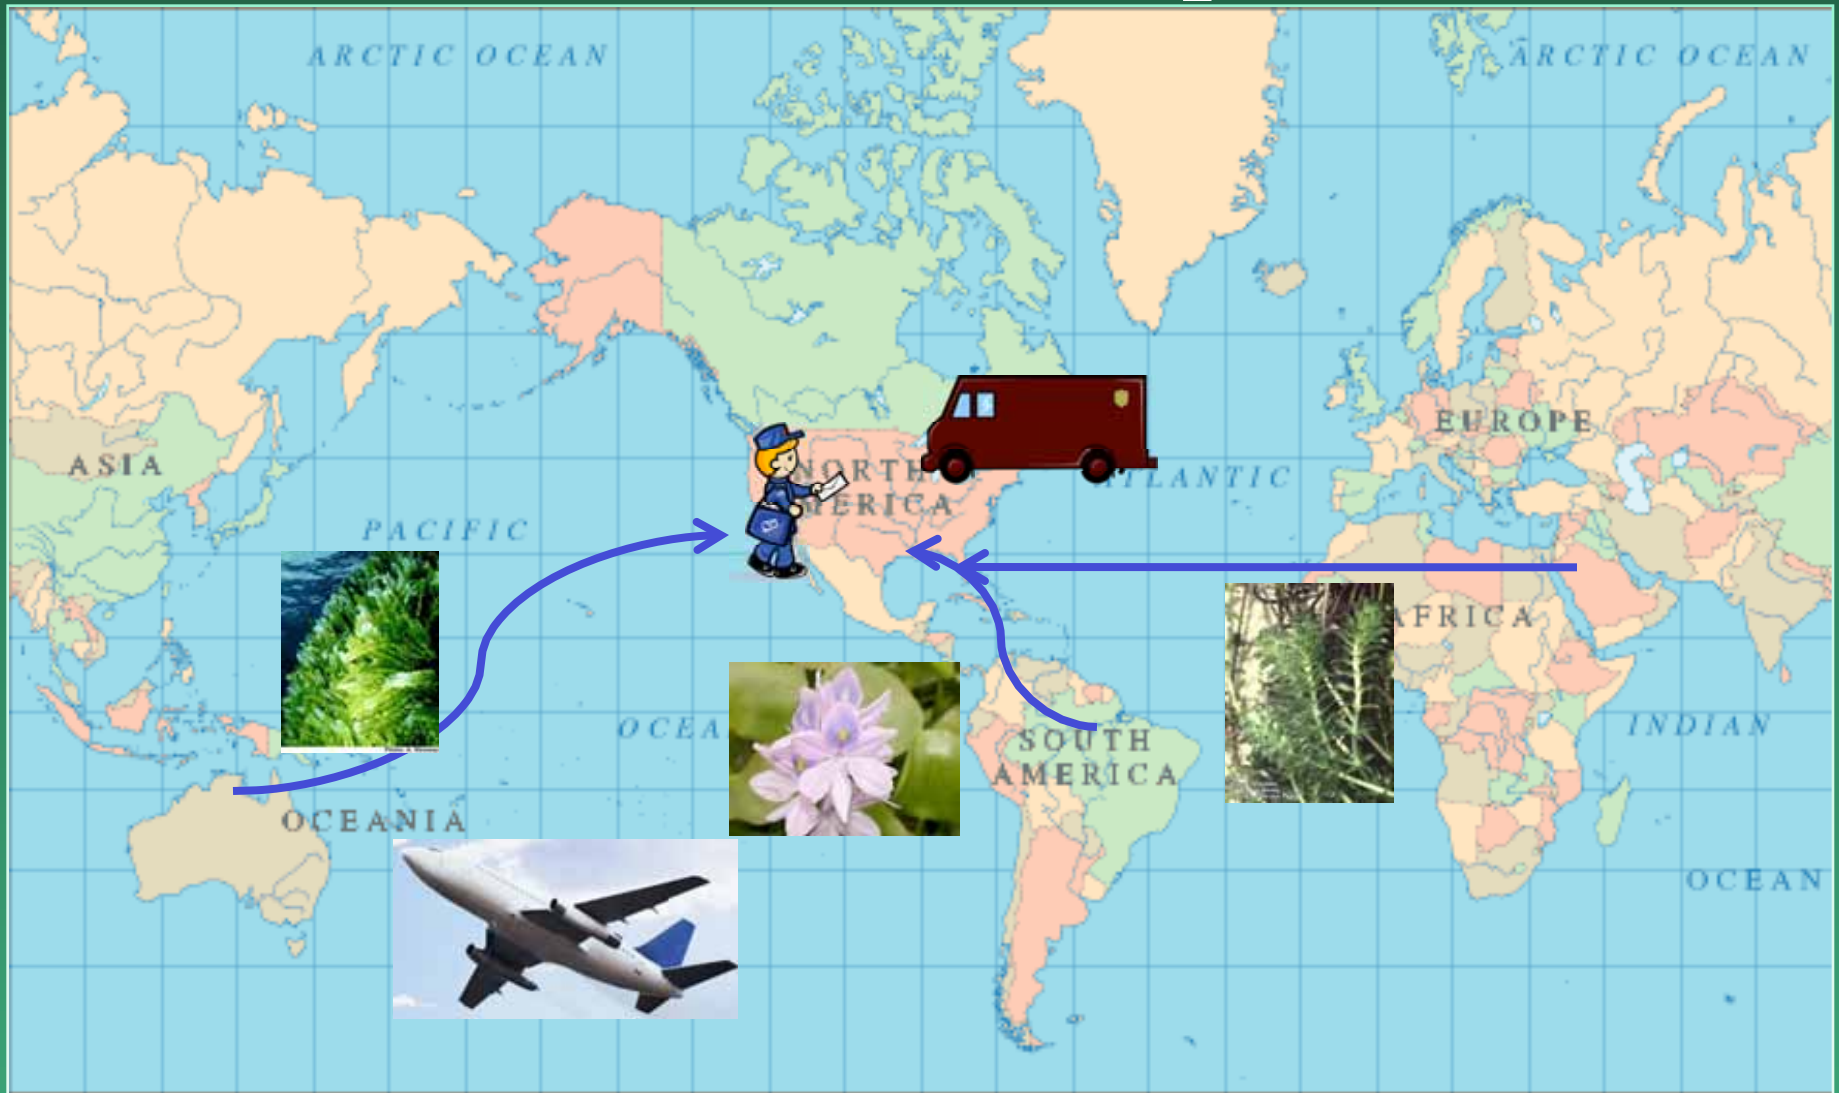 ARCTIC OCEAN
ARCTIC OCEAN
EUROPE
ASIA
NORTH
ATLANTIC
AMERICA
PACIFIC
AFRICA
OCEA
INDIAN
SOUTH
AMERICA
OCEANIA
OCEAN